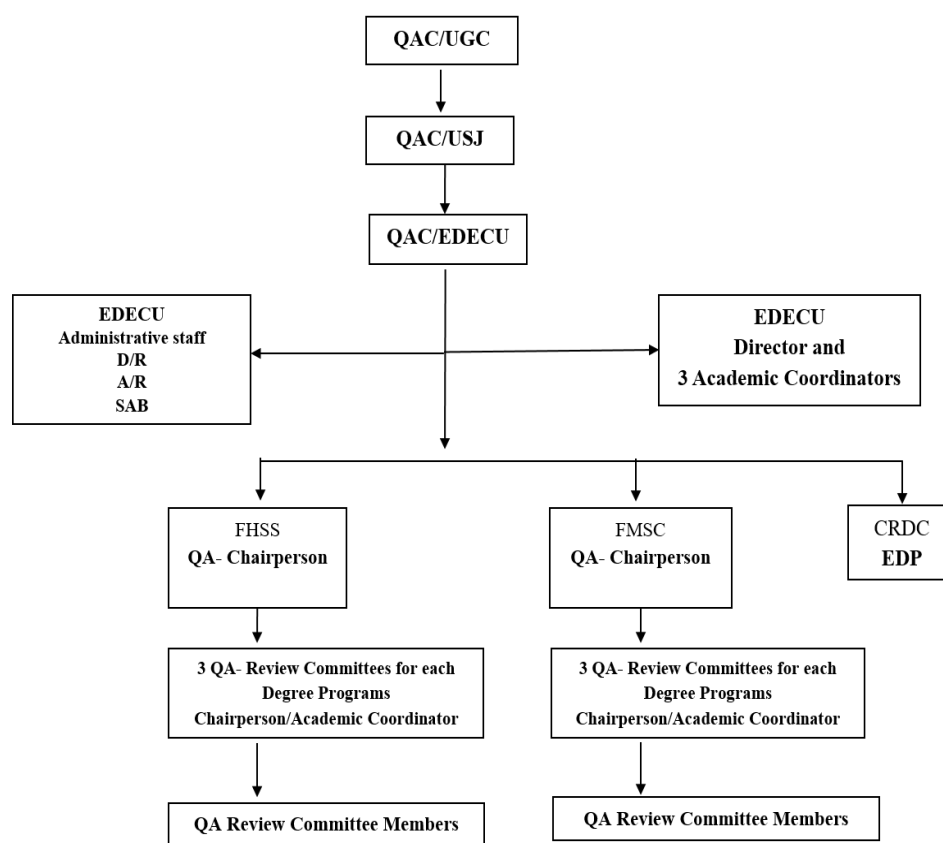 QAC/UGC
QAC/USJ
QAC/EDECU
EDECU
Administrative staff
D/R
A/R
SAB
EDECU
Director and
3 Academic Coordinators
FHSS
QA- Chairperson
FMSC
QA- Chairperson
CRDC
EDP
3 QA- Review Committees for each
Degree Programs
Chairperson/Academic Coordinator
3 QA- Review Committees for each
Degree Programs
Chairperson/Academic Coordinator
QA Review Committee Members
QA Review Committee Members